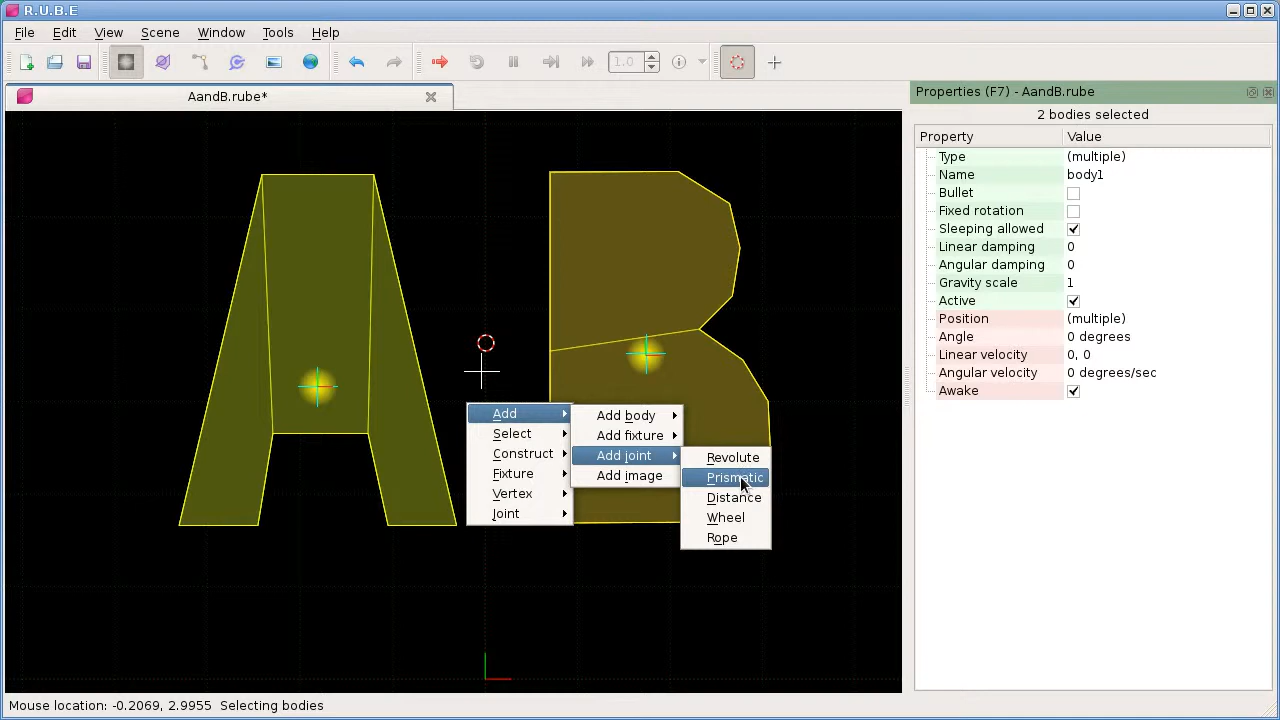 R.U.B.E
File Edit View Scene Window Tools Help
1.0
AandB.rube*
Properties (F7) - AandB.rube
2 bodies selected
Property Value
Type (multiple)
Name body1
Bullet
Fixed rotation
Sleeping allowed
Linear damping 0
Angular damping 0
Gravity scale 1
Active
Position (multiple)
Angle 0 degrees
Linear velocity 0, 0
Angular velocity 0 degrees/sec
Awake
Add
Select
Construct
Fixture
Vertex
Joint
Add body
Add fixture
Add joint
Add image
Revolute
Prismatic
Distance
Wheel
Rope
Mouse location: -0.2069, 2.9955 Selecting bodies